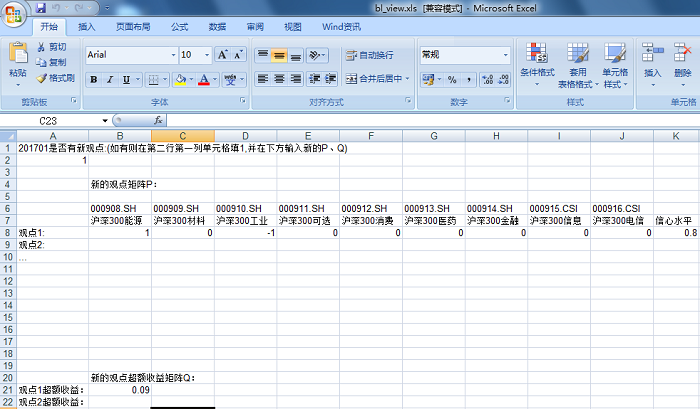 bl_view.xls [兼容模式] - Microsoft Excel
开始 插入 页面布局 公式 数据 审阅 视图 Wind资讯
粘贴 剪切 复制 格式刷 剪贴板
Arial 10 A A B I U A wén 字体
自动换行 合并后居中 对齐方式
常规 % , .0 .00 .00 .0 数字
条件格式 套用 表格格式 单元格 样式 样式
插入 删除 单元格
C23 fx
A B C D E F G H I J K
1 201701是否有新观点:(如有则在第二行第一列单元格填1,并在下方输入新的P、Q)
2 1
3
4 新的观点矩阵P:
5
6 000908.SH 000909.SH 000910.SH 000911.SH 000912.SH 000913.SH 000914.SH 000915.CSI 000916.CSI
7 沪深300能源 沪深300材料 沪深300工业 沪深300可选 沪深300消费 沪深300医药 沪深300金融 沪深300信息 沪深300电信 信心水平
8 观点1: 1 0 -1 0 0 0 0 0 0 0.8
9 观点2:
10 ...
11
12
13
14
15
16
17
18
19
20 新的观点超额收益矩阵Q:
21 观点1超额收益: 0.09
22 观点2超额收益: